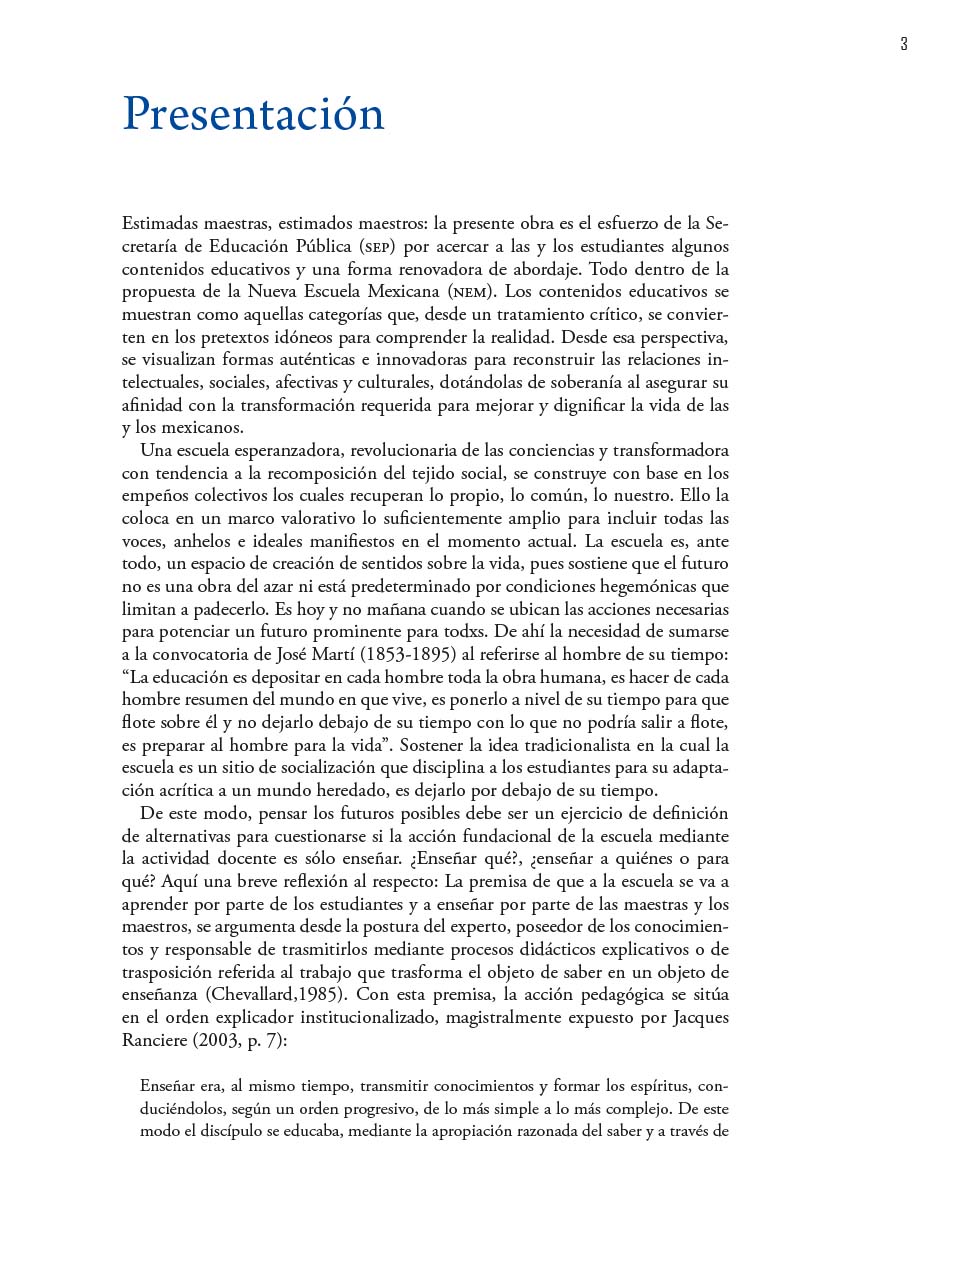 3
Presentación
Estimadas maestras, estimados maestros: la presente obra es el esfuerzo de la Se-
cretaría de Educación Pública (SEP) por acercar a las y los estudiantes algunos
contenidos educativos y una forma renovadora de abordaje. Todo dentro de la
propuesta de la Nueva Escuela Mexicana (NEM). Los contenidos educativos se
muestran como aquellas categorías que, desde un tratamiento crítico, se convier-
ten en los pretextos idóneos para comprender la realidad. Desde esa perspectiva,
se visualizan formas auténticas e innovadoras para reconstruir las relaciones in-
telectuales, sociales, afectivas y culturales, dotándolas de soberanía al asegurar su
afinidad con la transformación requerida para mejorar y dignificar la vida de las
y los mexicanos.
Una escuela esperanzadora, revolucionaria de las conciencias y transformadora
con tendencia a la recomposición del tejido social, se construye con base en los
empeños colectivos los cuales recuperan lo propio, lo común, lo nuestro. Ello la
coloca en un marco valorativo lo suficientemente amplio para incluir todas las
voces, anhelos e ideales manifiestos en el momento actual. La escuela es, ante
todo, un espacio de creación de sentidos sobre la vida, pues sostiene que el futuro
no es una obra del azar ni está predeterminado por condiciones hegemónicas que
limitan a padecerlo. Es hoy y no mañana cuando se ubican las acciones necesarias
para potenciar un futuro prominente para todxs. De ahí la necesidad de sumarse
a la convocatoria de José Martí (1853-1895) al referirse al hombre de su tiempo:
“La educación es depositar en cada hombre toda la obra humana, es hacer de cada
hombre resumen del mundo en que vive, es ponerlo a nivel de su tiempo para que
flote sobre él y no dejarlo debajo de su tiempo con lo que no podría salir a flote,
es preparar al hombre para la vida”. Sostener la idea tradicionalista en la cual la
escuela es un sitio de socialización que disciplina a los estudiantes para su adapta-
ción acrítica a un mundo heredado, es dejarlo por debajo de su tiempo.
De este modo, pensar los futuros posibles debe ser un ejercicio de definición
de alternativas para cuestionarse si la acción fundacional de la escuela mediante
la actividad docente es sólo enseñar. ¿Enseñar qué?, ¿enseñar a quiénes o para
qué? Aquí una breve reflexión al respecto: La premisa de que a la escuela se va a
aprender por parte de los estudiantes y a enseñar por parte de las maestras y los
maestros, se argumenta desde la postura del experto, poseedor de los conocimien-
tos y responsable de trasmitirlos mediante procesos didácticos explicativos o de
trasposición referida al trabajo que trasforma el objeto de saber en un objeto de
enseñanza (Chevallard,1985). Con esta premisa, la acción pedagógica se sitúa
en el orden explicador institucionalizado, magistralmente expuesto por Jacques
Ranciere (2003, p. 7):
Enseñar era, al mismo tiempo, transmitir conocimientos y formar los espíritus, con-
duciéndolos, según un orden progresivo, de lo más simple a lo más complejo. De este
modo el discípulo se educaba, mediante la apropiación razonada del saber y a través de